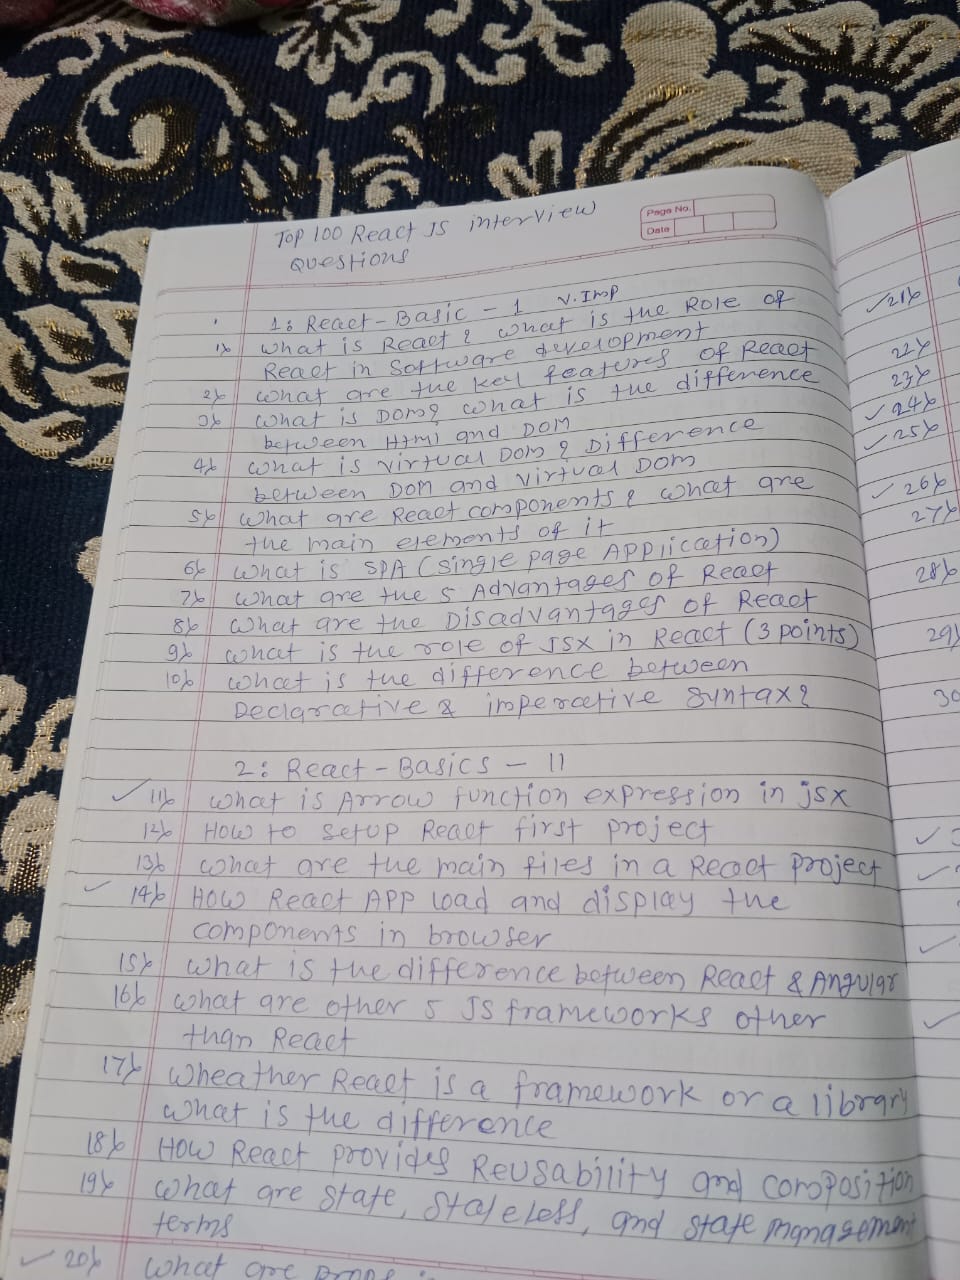 Top 100 React JS interview
Questions
Page No.
Date
1: React - Basic - 1 V.Imp
1) what is React & what is the Role of
React in Software development
2) what are the key features of React
3) what is DOM? what is the difference
between Html and DOM
4) what is virtual DOM? Difference
between DOM and virtual DOM
5) what are React components & what are
the main elements of it
6) what is SPA (single page Application)
7) what are the 5 Advantages of React
8) what are the Disadvantages of React
9) what is the role of JSX in React (3 points)
10) what is the difference between
Declarative & imperative syntax?
2: React - Basics - II
11) what is Arrow function expression in jsx
12) How to setup React first project
13) what are the main files in a React project
14) How React App load and display the
components in browser
15) what is the difference between React & Angular
16) what are other 5 JS frameworks other
than React
17) wheather React is a framework or a library
what is the difference
18) How React provides Reusability and composition
19) what are state, stateless, and state management
terms
20) what are props
21)
22)
23)
24)
25)
26)
27)
28)
29)
30